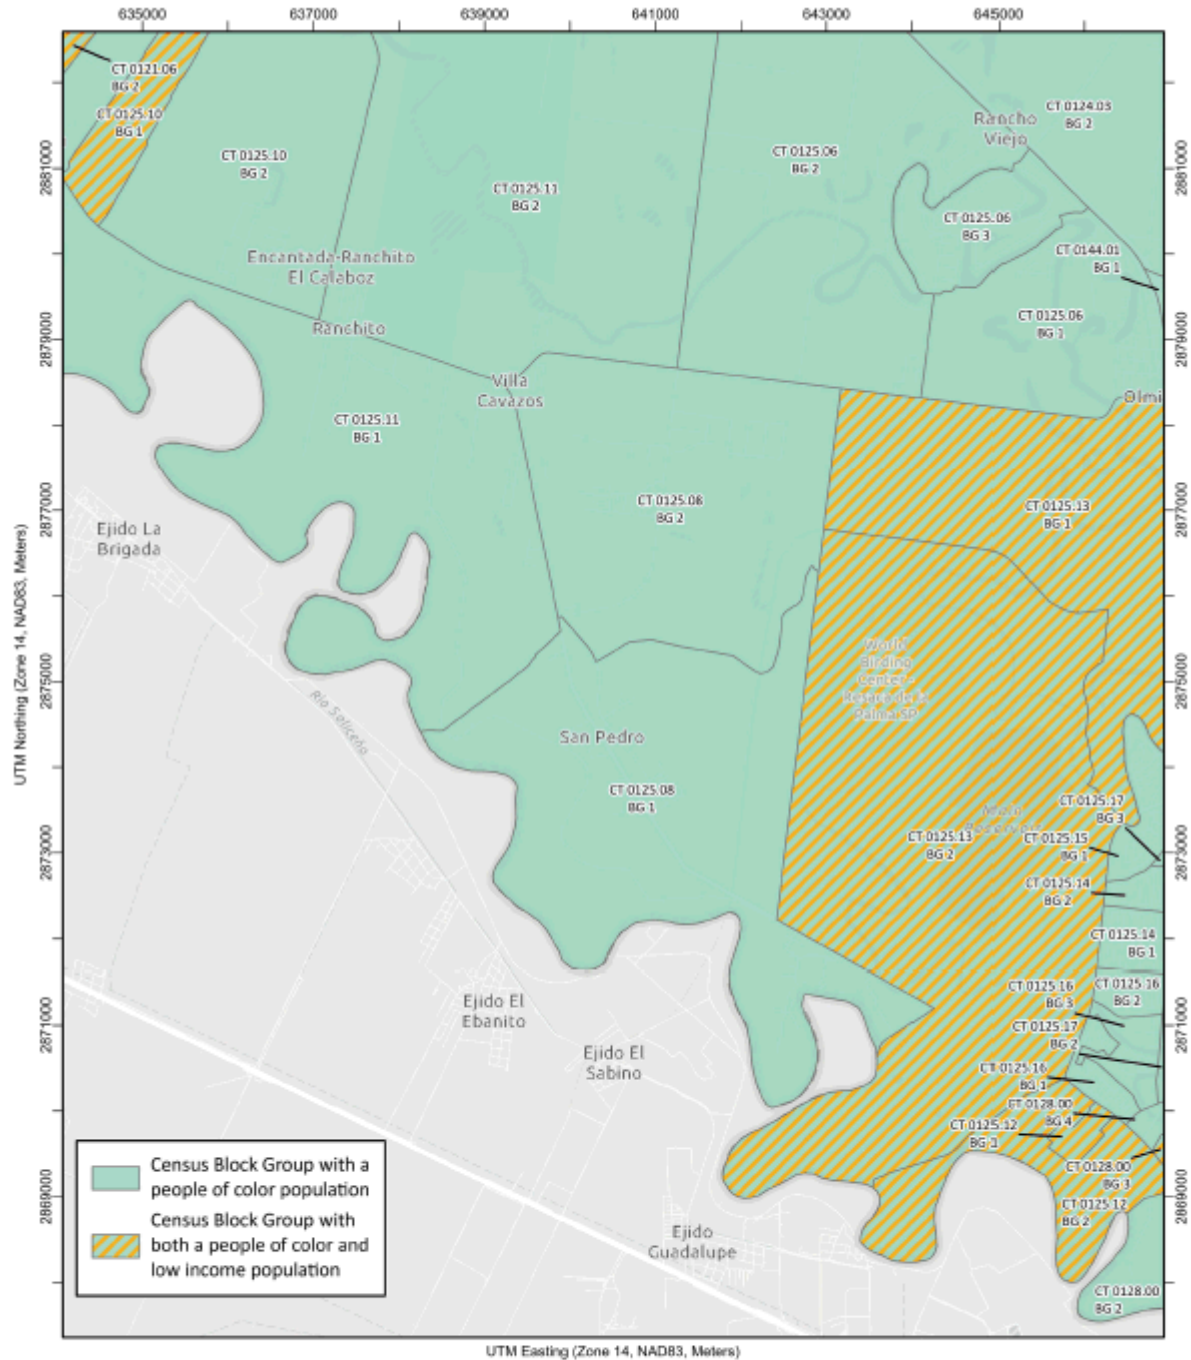 635000 637000 639000 641000 643000 645000
CT 0121.06
BG 2
CT 0125.10
BG 1
CT 0125.10
BG 2
CT 0125.11
BG 2
CT 0125.06
BG 2
Rancho
Viejo
CT 0124.03
BG 2
CT 0125.06
BG 3
CT 0144.01
BG 1
CT 0125.06
BG 1
2881000
2881000
Encantada-Ranchito
El Calaboz
Ranchito
2879000
2879000
Villa
Cavazos
Olmi
CT 0125.11
BG 1
CT 0125.08
BG 2
CT 0125.13
BG 1
2877000
2877000
Ejido La
Brigada
World
Birding
Center -
Resaca de la
Palma SP
2875000
2875000
UTM Northing (Zone 14, NAD83, Meters)
Rio Soliceño
San Pedro
CT 0125.08
BG 1
CT 0125.17
BG 3
CT 0125.13
BG 2
CT 0125.15
BG 1
2873000
2873000
CT 0125.14
BG 2
CT 0125.14
BG 1
CT 0125.16
BG 3
CT 0125.16
BG 2
Ejido El
Ebanito
2871000
2871000
CT 0125.17
BG 2
Ejido El
Sabino
CT 0125.16
BG 1
CT 0128.00
BG 4
CT 0125.12
BG 1
CT 0128.00
BG 3
CT 0125.12
BG 2
2869000
2869000
Ejido
Guadalupe
CT 0128.00
BG 2
Census Block Group with a
people of color population
Census Block Group with
both a people of color and
low income population
UTM Easting (Zone 14, NAD83, Meters)